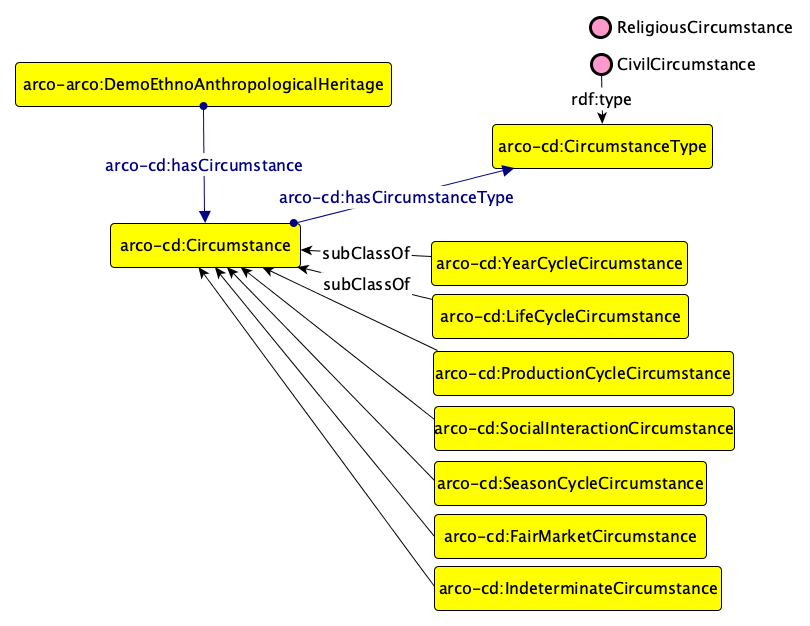 ReligiousCircumstance
CivilCircumstance
arco-arco:DemoEthnoAnthropologicalHeritage
rdf:type
arco-cd:CircumstanceType
arco-cd:hasCircumstance
arco-cd:hasCircumstanceType
arco-cd:Circumstance
subClassOf
arco-cd:YearCycleCircumstance
subClassOf
arco-cd:LifeCycleCircumstance
arco-cd:ProductionCycleCircumstance
arco-cd:SocialInteractionCircumstance
arco-cd:SeasonCycleCircumstance
arco-cd:FairMarketCircumstance
arco-cd:IndeterminateCircumstance